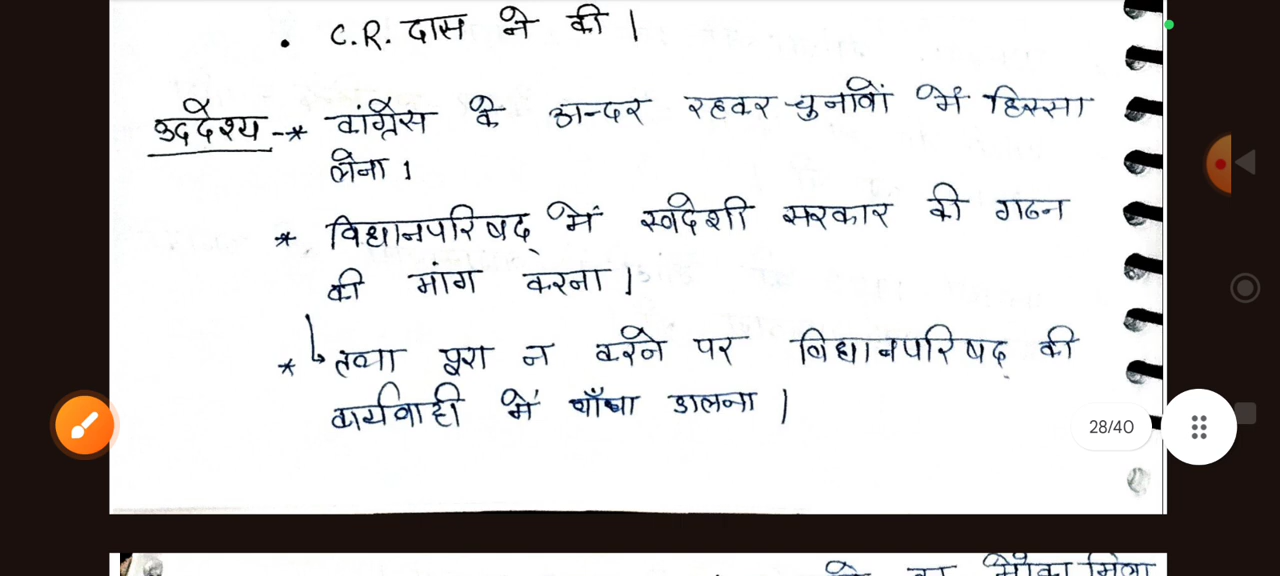 • C.R. दास ने की |
उद्देश्य -* कांग्रेस के अन्दर रहकर चुनावों में हिस्सा
लेना ।
* विधानपरिषद् में स्वदेशी सरकार की गठन
की मांग करना |
* ↳ तथा पूरा न करने पर विधानपरिषद् की
कार्यवाही में बाँधा डालना |
28/40
मौका मिला